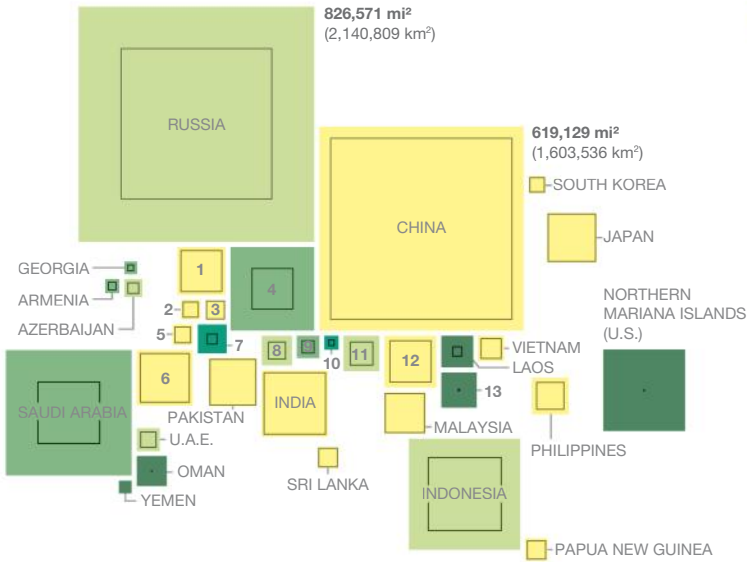 826,571 mi²
(2,140,809 km²)
RUSSIA
619,129 mi²
(1,603,536 km²)
SOUTH KOREA
CHINA
JAPAN
GEORGIA
1
4
ARMENIA
NORTHERN
MARIANA ISLANDS
(U.S.)
2
3
AZERBAIJAN
5
7
8
9
10
11
12
VIETNAM
LAOS
6
13
SAUDI ARABIA
PAKISTAN
INDIA
MALAYSIA
PHILIPPINES
U.A.E.
OMAN
SRI LANKA
INDONESIA
YEMEN
PAPUA NEW GUINEA